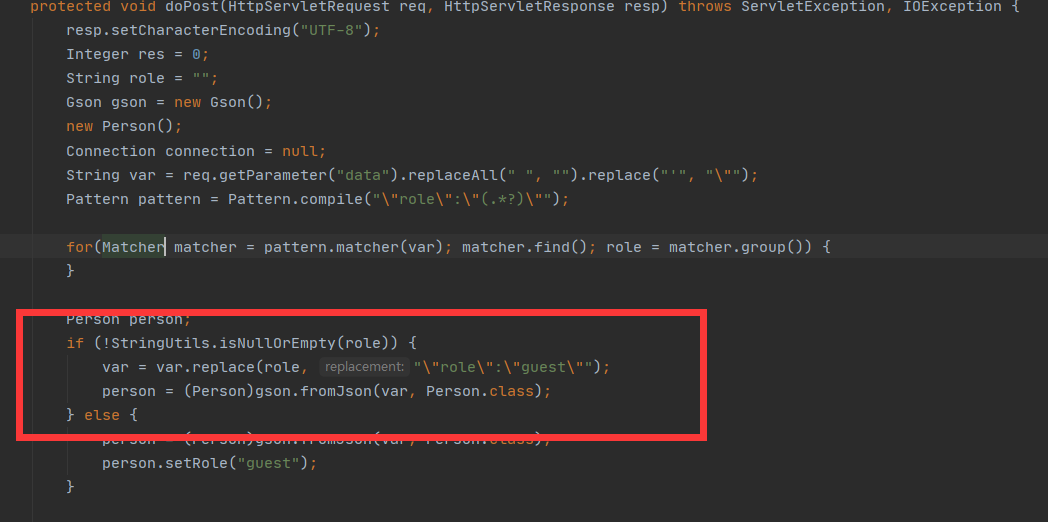 protected void doPost(HttpServletRequest req, HttpServletResponse resp) throws ServletException, IOException {
resp.setCharacterEncoding("UTF-8");
Integer res = 0;
String role = "";
Gson gson = new Gson();
new Person();
Connection connection = null;
String var = req.getParameter("data").replaceAll(" ", "").replace("'", "\"");
Pattern pattern = Pattern.compile("\"role\":\"(.*?)\"");
for(Matcher matcher = pattern.matcher(var); matcher.find(); role = matcher.group()) {
}
Person person;
if (!StringUtils.isNullOrEmpty(role)) {
var = var.replace(role, replacement: "\"role\":\"guest\"");
person = (Person)gson.fromJson(var, Person.class);
} else {
person = (Person)gson.fromJson(var, Person.class);
person.setRole("guest");
}